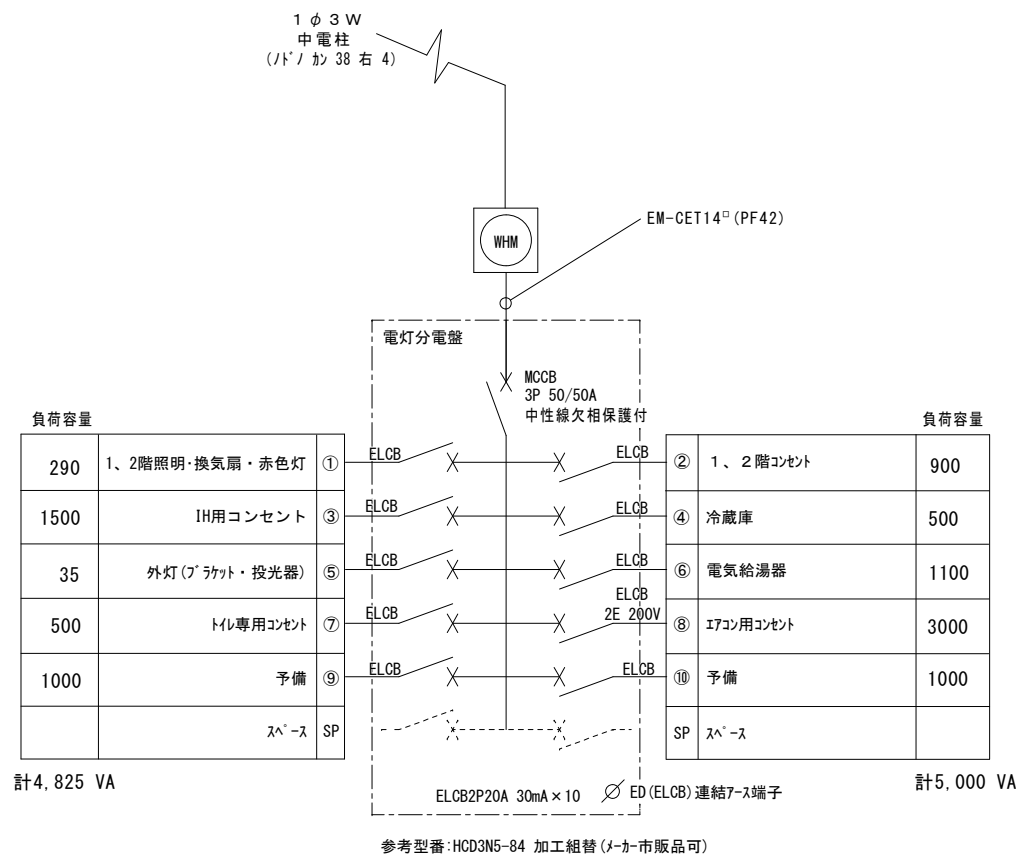 1φ3W
中電柱
(ﾉﾄﾞﾉ ｶﾝ 38 右 4)
WHM
EM-CET14□(PF42)
電灯分電盤
MCCB
3P 50/50A
中性線欠相保護付
負荷容量
負荷容量
290 1、2階照明･換気扇・赤色灯 ① ELCB
ELCB ② 1、2階ｺﾝｾﾝﾄ 900
1500 IH用コンセント ③ ELCB
ELCB ④ 冷蔵庫 500
35 外灯(ﾌﾞﾗｹｯﾄ・投光器) ⑤ ELCB
ELCB ⑥ 電気給湯器 1100
500 ﾄｲﾚ専用ｺﾝｾﾝﾄ ⑦ ELCB
ELCB
2E 200V ⑧ ｴｱｺﾝ用ｺﾝｾﾝﾄ 3000
1000 予備 ⑨ ELCB
ELCB ⑩ 予備 1000
ｽﾍﾟｰｽ SP
SP ｽﾍﾟｰｽ
計4,825 VA
計5,000 VA
ELCB2P20A 30mA×10
ED(ELCB)連結ｱｰｽ端子
参考型番:HCD3N5-84 加工組替(ﾒｰｶｰ市販品可)